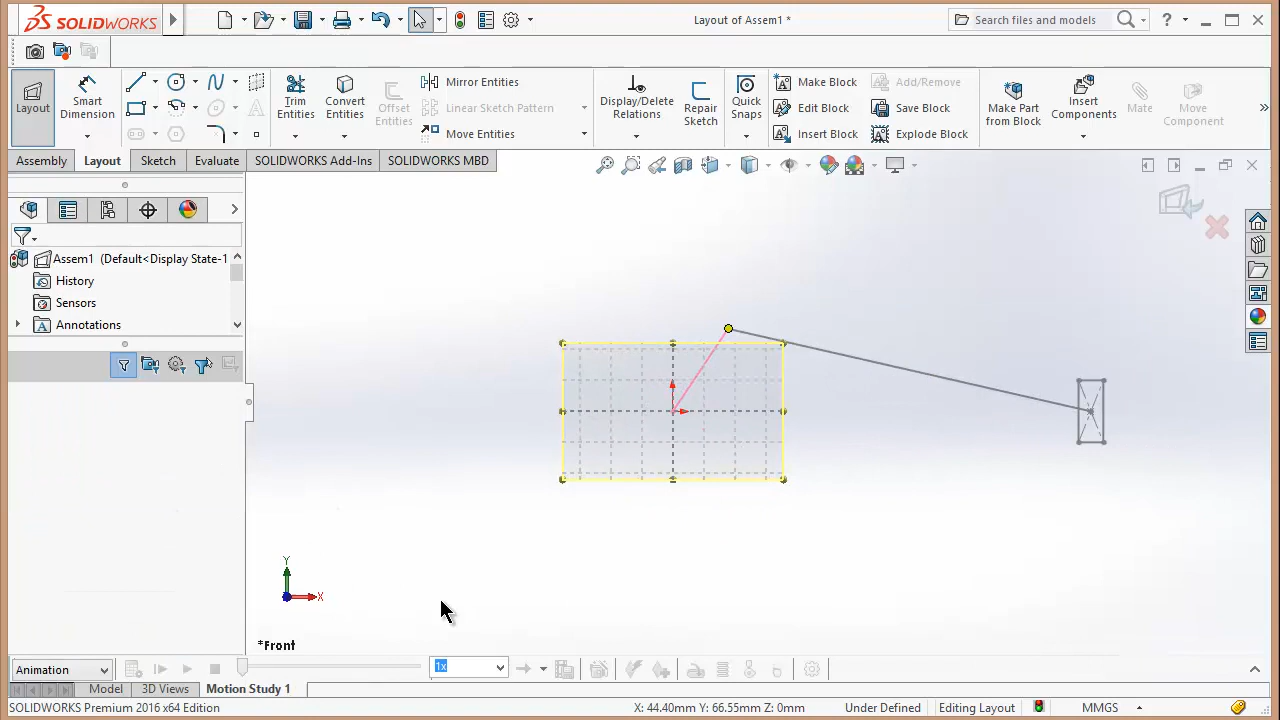 SOLIDWORKS
Layout of Assem1 *
Search files and models
?
Layout
Smart Dimension
Trim Entities
Convert Entities
Offset Entities
Mirror Entities
Linear Sketch Pattern
Move Entities
Display/Delete Relations
Repair Sketch
Quick Snaps
Make Block
Edit Block
Insert Block
Add/Remove
Save Block
Explode Block
Make Part from Block
Insert Components
Mate
Move Component
Assembly
Layout
Sketch
Evaluate
SOLIDWORKS Add-Ins
SOLIDWORKS MBD
Assem1 (Default<Display State-1
History
Sensors
Annotations
Y
X
*Front
Animation
1x
Model
3D Views
Motion Study 1
SOLIDWORKS Premium 2016 x64 Edition
X: 44.40mm Y: 66.55mm Z: 0mm
Under Defined
Editing Layout
MMGS